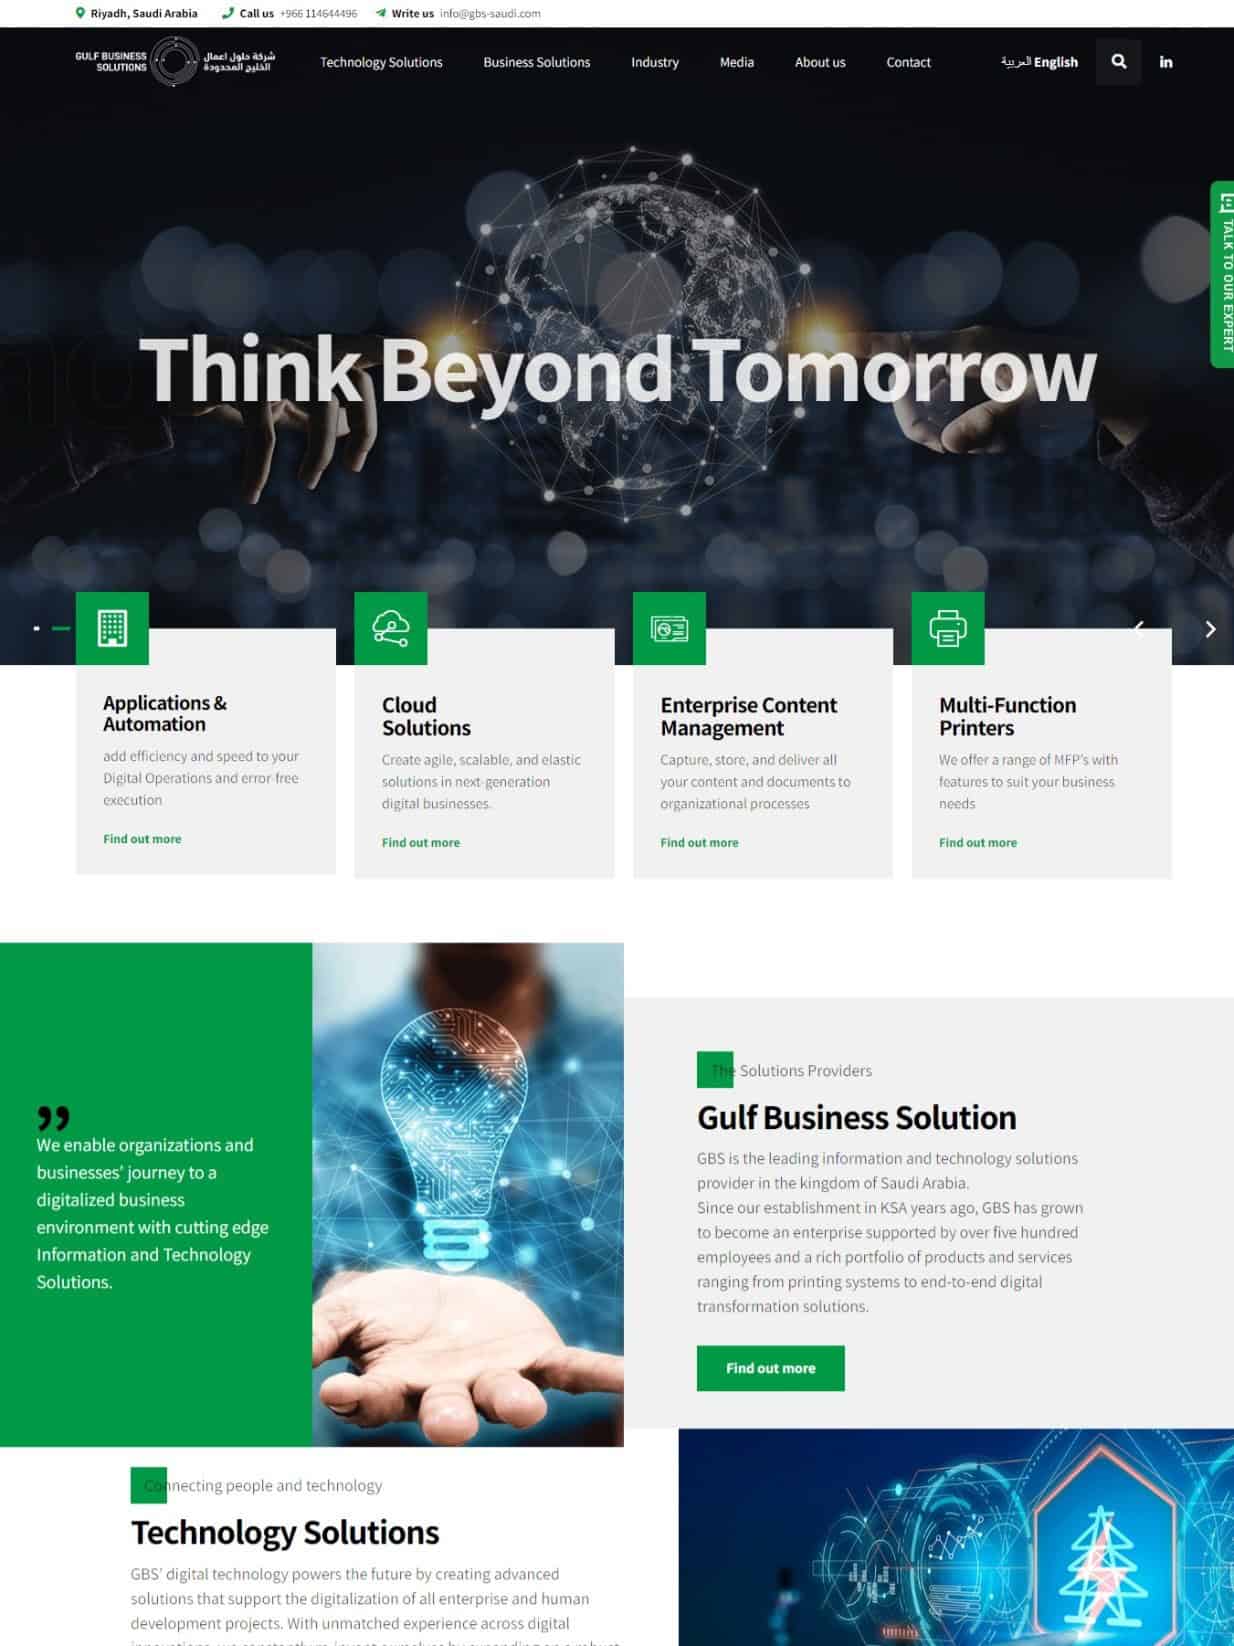 Riyadh, Saudi Arabia Call us +966 114644496 Write us info@gbs-saudi.com
GULF BUSINESS
SOLUTIONS
شركة حلول اعمال
الخليج المحدودة
Technology Solutions Business Solutions Industry Media About us Contact
العربية English
in
TALK TO OUR EXPERT
Think Beyond Tomorrow
Applications &
Automation
add efficiency and speed to your
Digital Operations and error-free
execution
Find out more
Cloud
Solutions
Create agile, scalable, and elastic
solutions in next-generation
digital businesses.
Find out more
Enterprise Content
Management
Capture, store, and deliver all
your content and documents to
organizational processes
Find out more
Multi-Function
Printers
We offer a range of MFP's with
features to suit your business
needs
Find out more
”
We enable organizations and
businesses’ journey to a
digitalized business
environment with cutting edge
Information and Technology
Solutions.
The Solutions Providers
Gulf Business Solution
GBS is the leading information and technology solutions
provider in the kingdom of Saudi Arabia.
Since our establishment in KSA years ago, GBS has grown
to become an enterprise supported by over five hundred
employees and a rich portfolio of products and services
ranging from printing systems to end-to-end digital
transformation solutions.
Find out more
Connecting people and technology
Technology Solutions
GBS’ digital technology powers the future by creating advanced
solutions that support the digitalization of all enterprise and human
development projects. With unmatched experience across digital